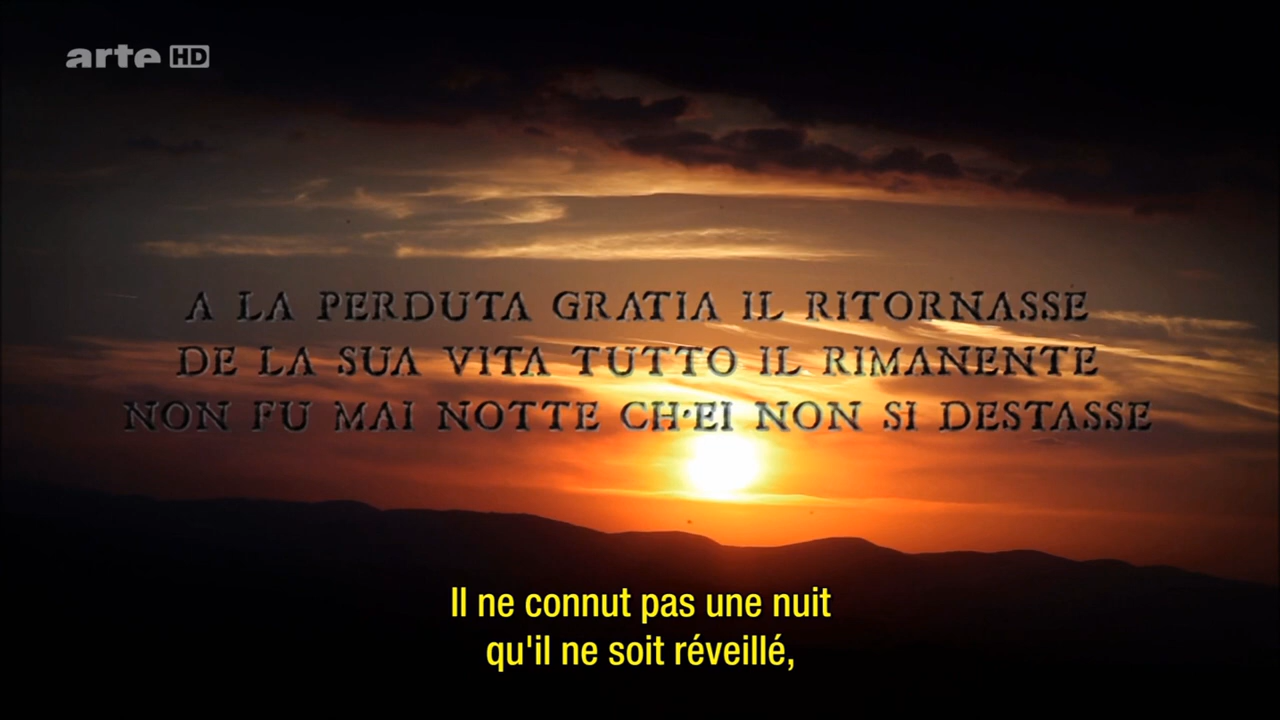 arte HD
A LA PERDUTA GRATIA IL RITORNASSE
DE LA SUA VITA TUTTO IL RIMANENTE
NON FU MAI NOTTE CH'EI NON SI DESTASSE
Il ne connut pas une nuit
qu'il ne soit réveillé,